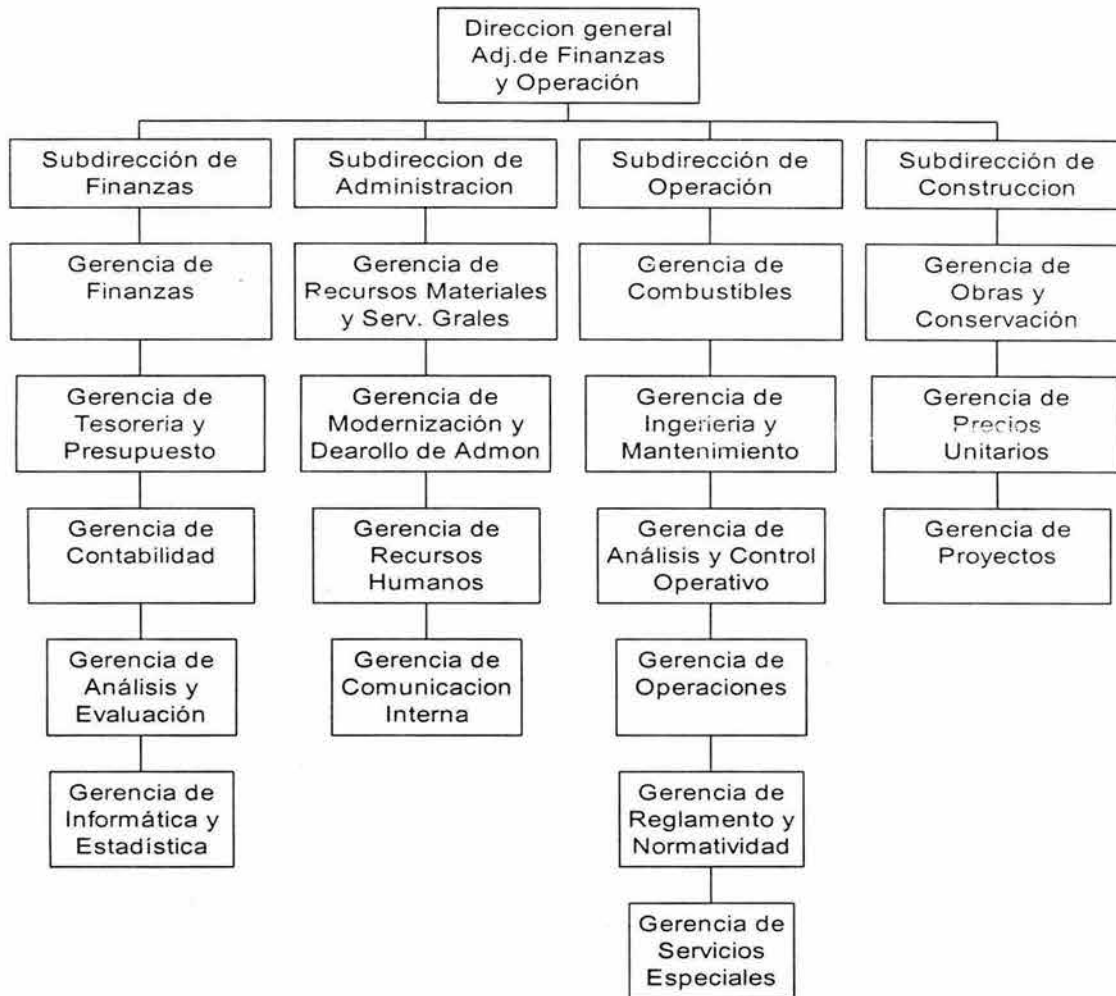 Direccion general
Adj.de Finanzas
y Operación
Subdirección de
Finanzas
Subdireccion de
Administracion
Subdirección de
Operación
Subdirección de
Construccion
Gerencia de
Finanzas
Gerencia de
Recursos Materiales
y Serv. Grales
Gerencia de
Combustibles
Gerencia de
Obras y
Conservación
Gerencia de
Tesoreria y
Presupuesto
Gerencia de
Modernización y
Dearollo de Admon
Gerencia de
Ingenieria y
Mantenimiento
Gerencia de
Precios
Unitarios
Gerencia de
Contabilidad
Gerencia de
Recursos
Humanos
Gerencia de
Análisis y Control
Operativo
Gerencia de
Proyectos
Gerencia de
Análisis y
Evaluación
Gerencia de
Comunicacion
Interna
Gerencia de
Operaciones
Gerencia de
Informática y
Estadística
Gerencia de
Reglamento y
Normatividad
Gerencia de
Servicios
Especiales